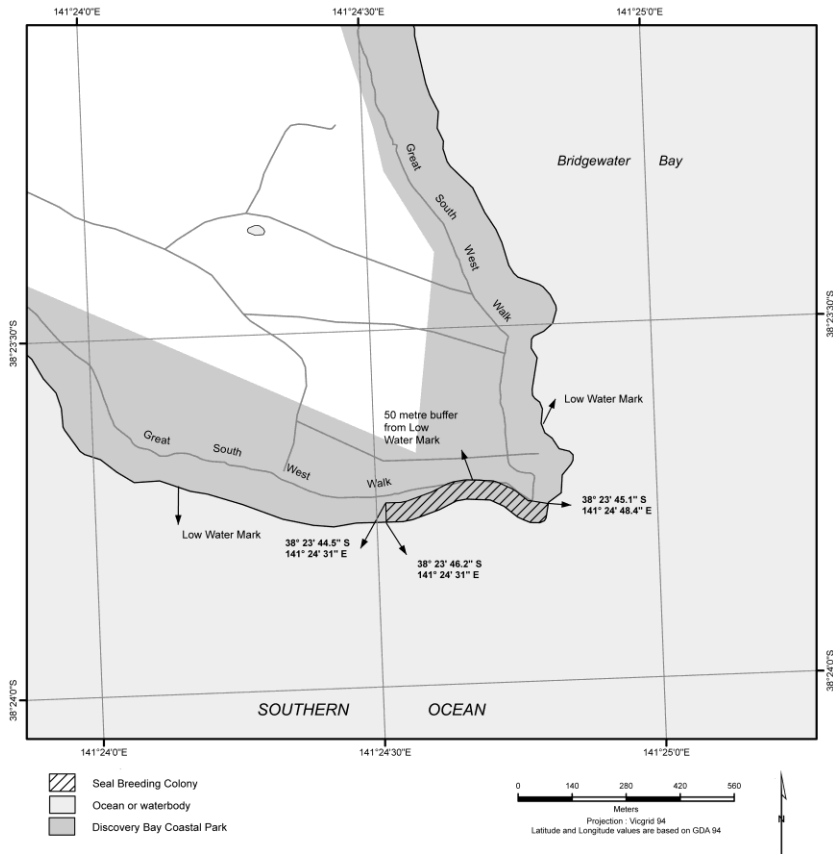 141°24'0"E
141°24'30"E
141°25'0"E
Bridgewater Bay
Great
South
West
Walk
38°23'30"S
38°23'30"S
50 metre buffer
from Low
Water Mark
Low Water Mark
Great South West Walk
Low Water Mark
38° 23' 45.1" S
141° 24' 48.4" E
38° 23' 44.5" S
141° 24' 31" E
38° 23' 46.2" S
141° 24' 31" E
38°24'0"S
38°24'0"S
SOUTHERN OCEAN
141°24'0"E
141°24'30"E
141°25'0"E
Seal Breeding Colony
Ocean or waterbody
Discovery Bay Coastal Park
0 140 280 420 560
Meters
Projection : Vicgrid 94
Latitude and Longitude values are based on GDA 94
N